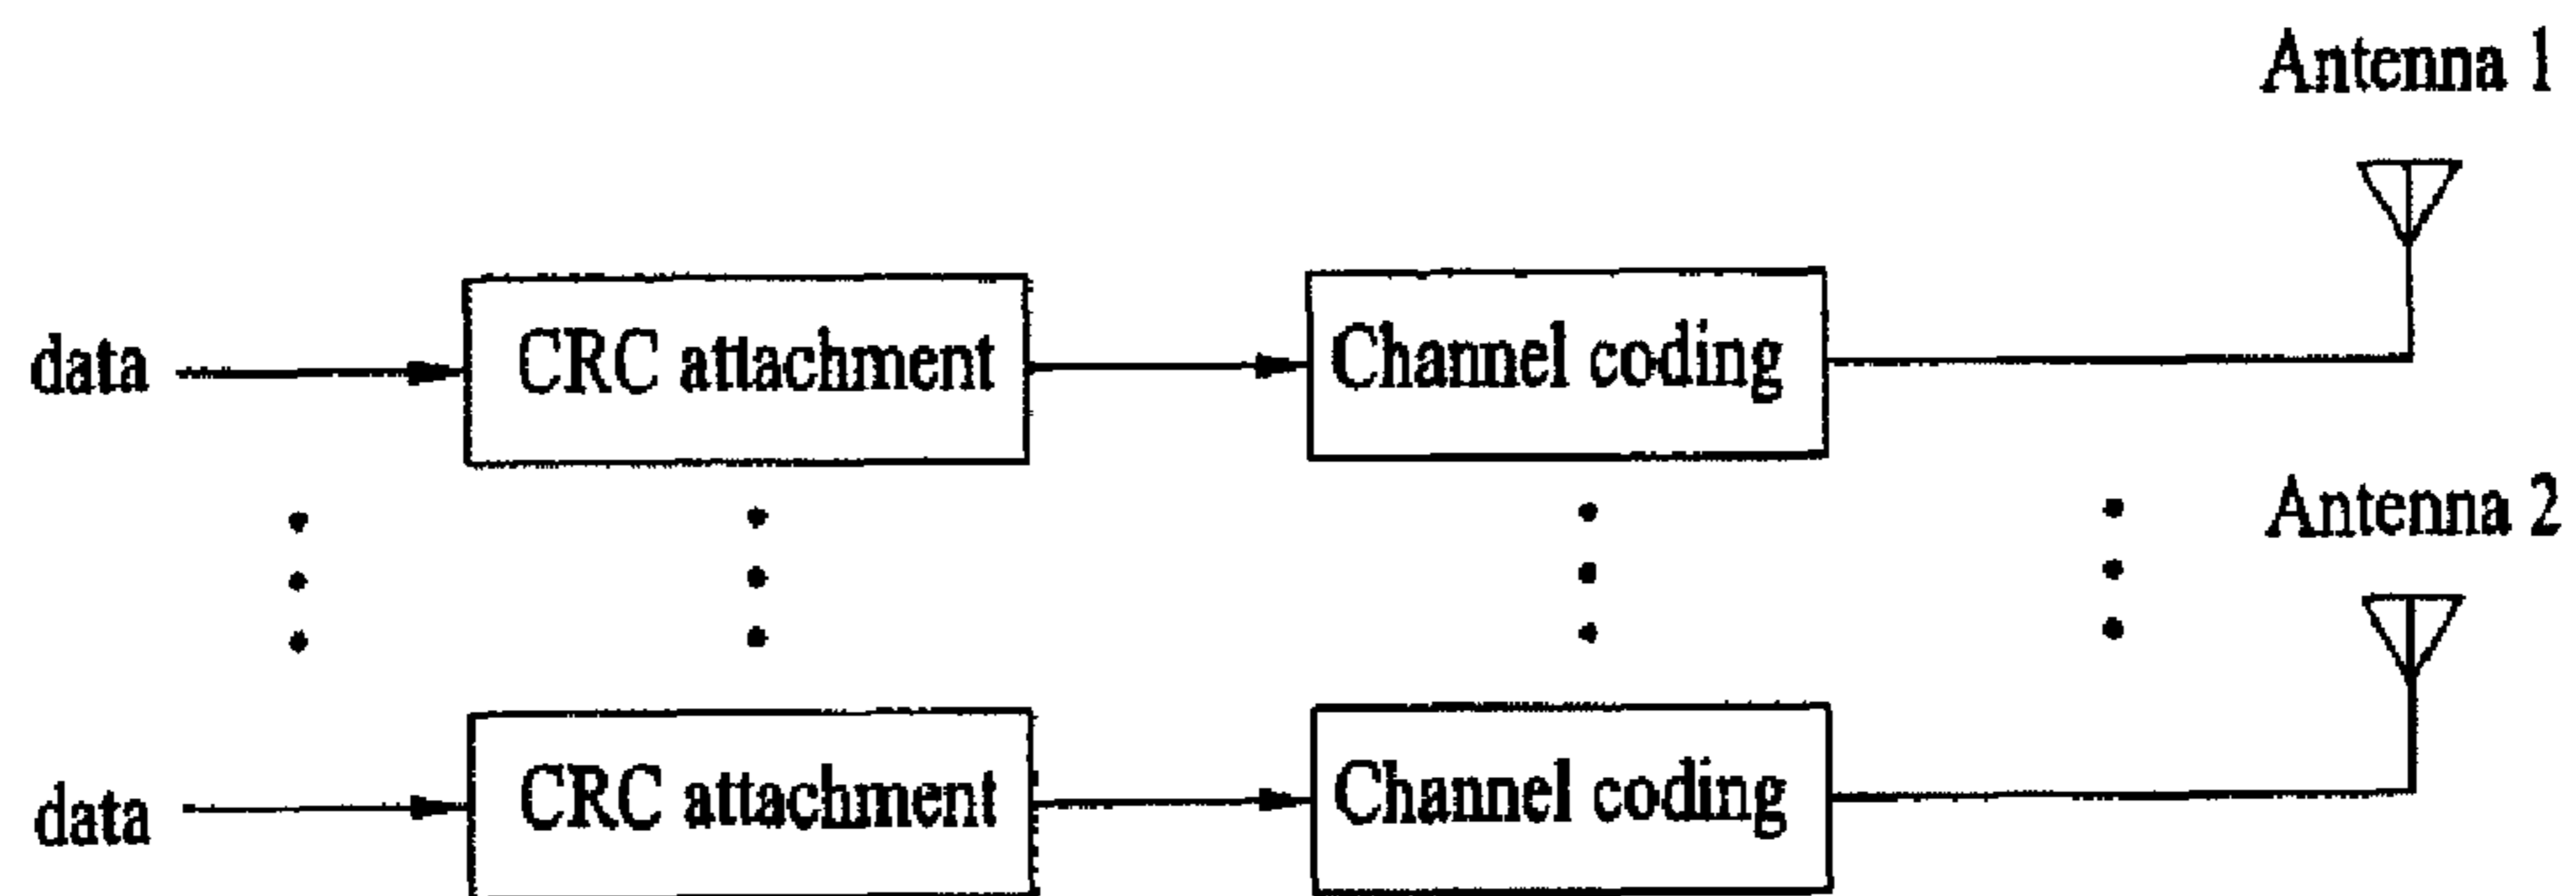 Antenna 1
data
CRC attachment
Channel coding
Antenna 2
data
CRC attachment
Channel coding